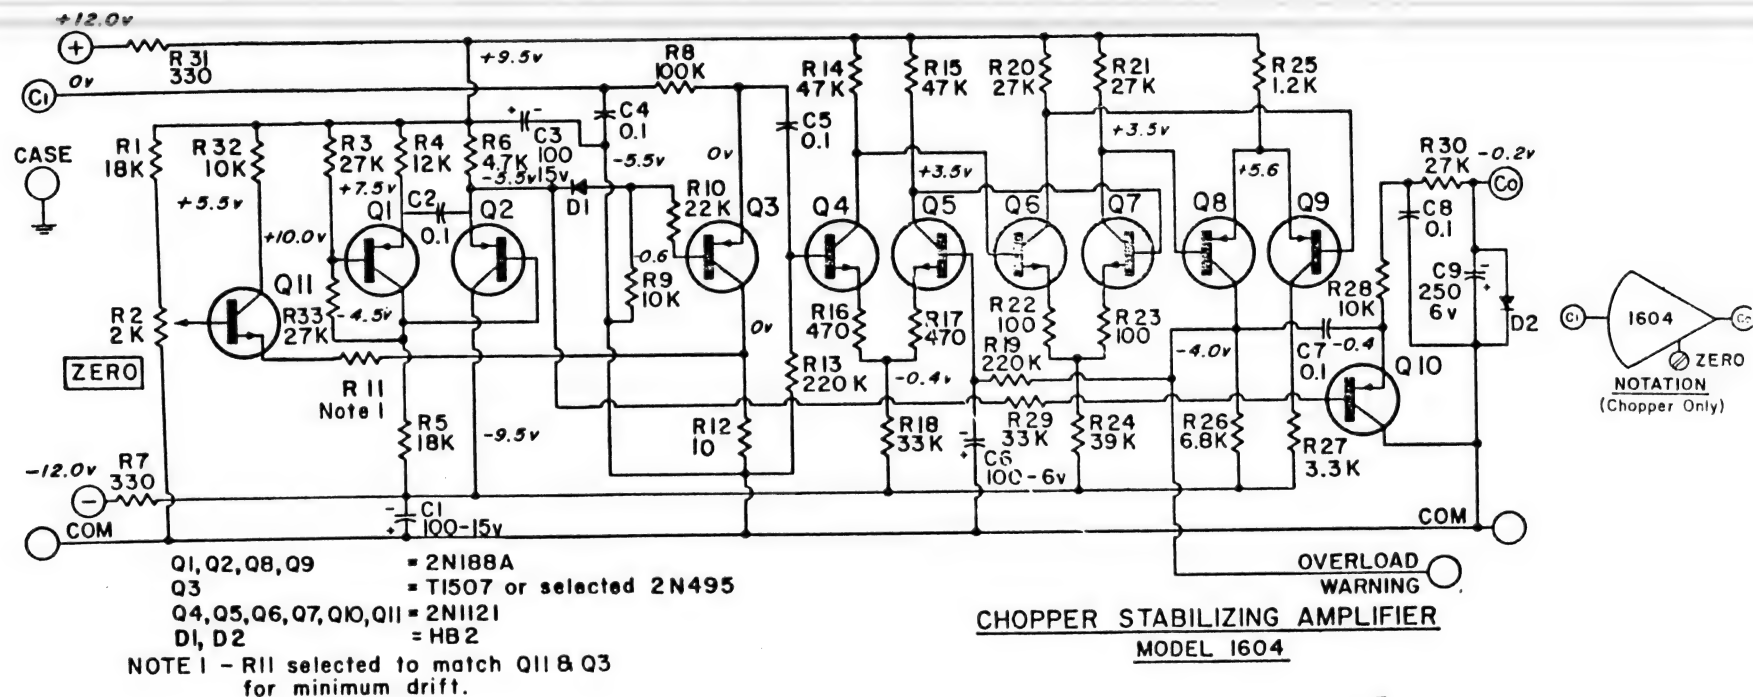 +12.0v
+
R31
330
+9.5v
R8
100K
R14
47K
R15
47K
R20
27K
R21
27K
R25
1.2K
Ci
0v
CASE
R1
18K
R32
10K
R3
27K
R4
12K
R6
4.7K
+ -
C3
100
15v
C4
0.1
C5
0.1
+3.5v
R30
27K
-0.2v
Co
+5.5v
+7.5v
-5.5v
-5.5v
0v
+3.5v
+5.6
C2
0.1
D1
R10
22K
Q1
Q2
Q3
Q4
Q5
Q6
Q7
Q8
Q9
C8
0.1
+10.0v
-0.6
R9
10K
C9
250
6v
-
+
D2
Q11
R33
27K
-4.5v
R2
2K
ZERO
R11
Note 1
0v
R16
470
R17
470
R22
100
R23
100
R28
10K
R13
220K
-0.4v
R19
220K
-4.0v
C7
0.1
-0.4
Q10
R5
18K
-9.5v
R12
10
R18
33K
R29
33K
R24
39K
R26
6.8K
R27
3.3K
-
+
C6
100-6v
-12.0v
R7
330
-
-
+
C1
100-15v
COM
COM
Ci
1604
Co
ZERO
NOTATION
(Chopper Only)
OVERLOAD
WARNING
Q1, Q2, Q8, Q9 = 2N188A
Q3 = T1507 or selected 2N495
Q4, Q5, Q6, Q7, Q10, Q11 = 2N1121
D1, D2 = HB2
NOTE 1 - R11 selected to match Q11 & Q3
for minimum drift.
CHOPPER STABILIZING AMPLIFIER
MODEL 1604